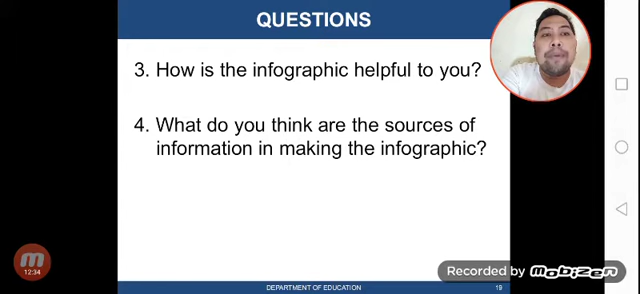 QUESTIONS
3. How is the infographic helpful to you?
4. What do you think are the sources of
information in making the infographic?
12:34
Recorded by mobizen
DEPARTMENT OF EDUCATION 19